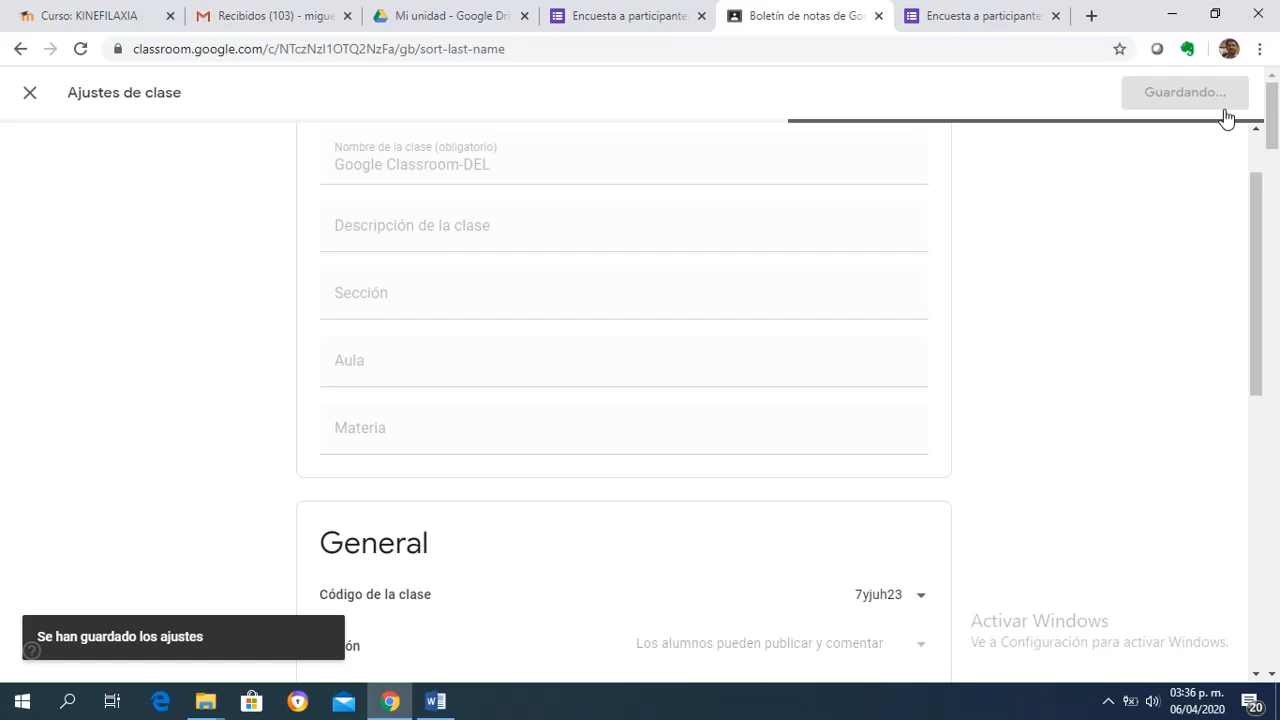 Curso: KINEFILAXIA
Recibidos (103) - migue
Mi unidad - Google Dri
Encuesta a participante
Boletín de notas de Go
Encuesta a participante
classroom.google.com/c/NTczNzI1OTQ2NzFa/gb/sort-last-name
Ajustes de clase
Guardando...
Nombre de la clase (obligatorio)
Google Classroom-DEL
Descripción de la clase
Sección
Aula
Materia
General
Código de la clase 7yjuh23
Se han guardado los ajustes
ón Los alumnos pueden publicar y comentar
Activar Windows
Ve a Configuración para activar Windows.
03:36 p. m.
06/04/2020
20